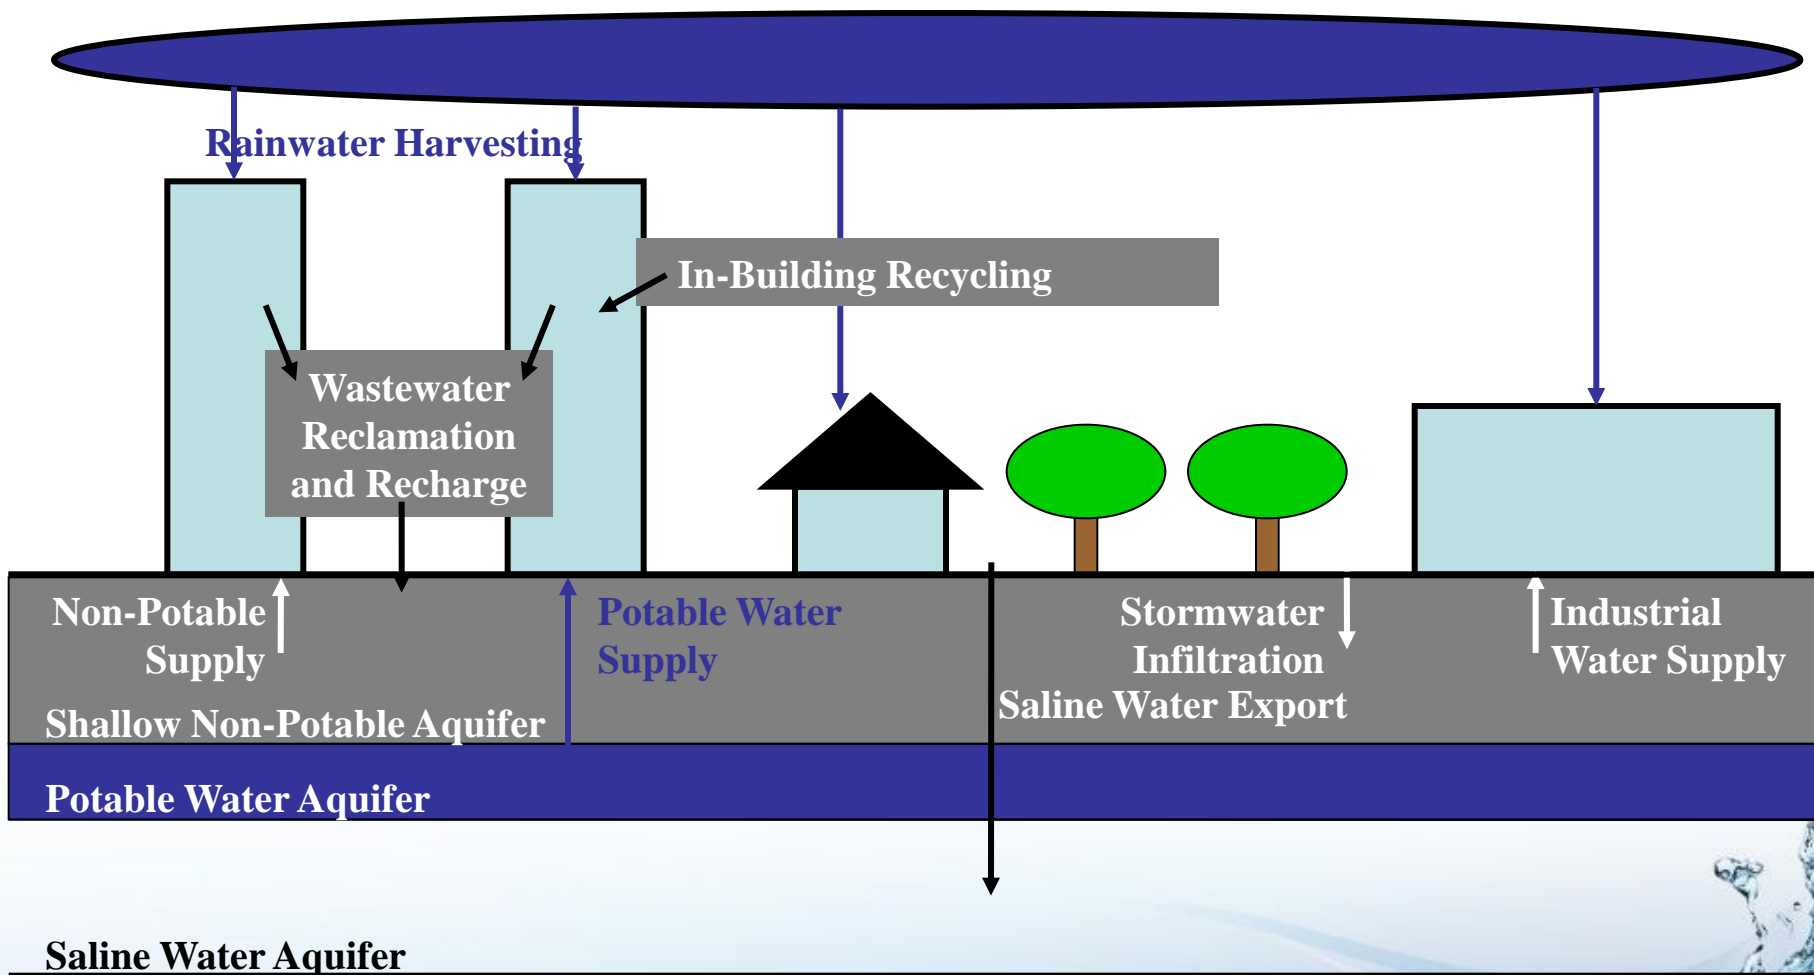 Rainwater Harvesting
In-Building Recycling
Wastewater
Reclamation
and Recharge
Non-Potable
Supply
Potable Water
Supply
Stormwater
Infiltration
Industrial
Water Supply
Saline Water Export
Shallow Non-Potable Aquifer
Potable Water Aquifer
Saline Water Aquifer